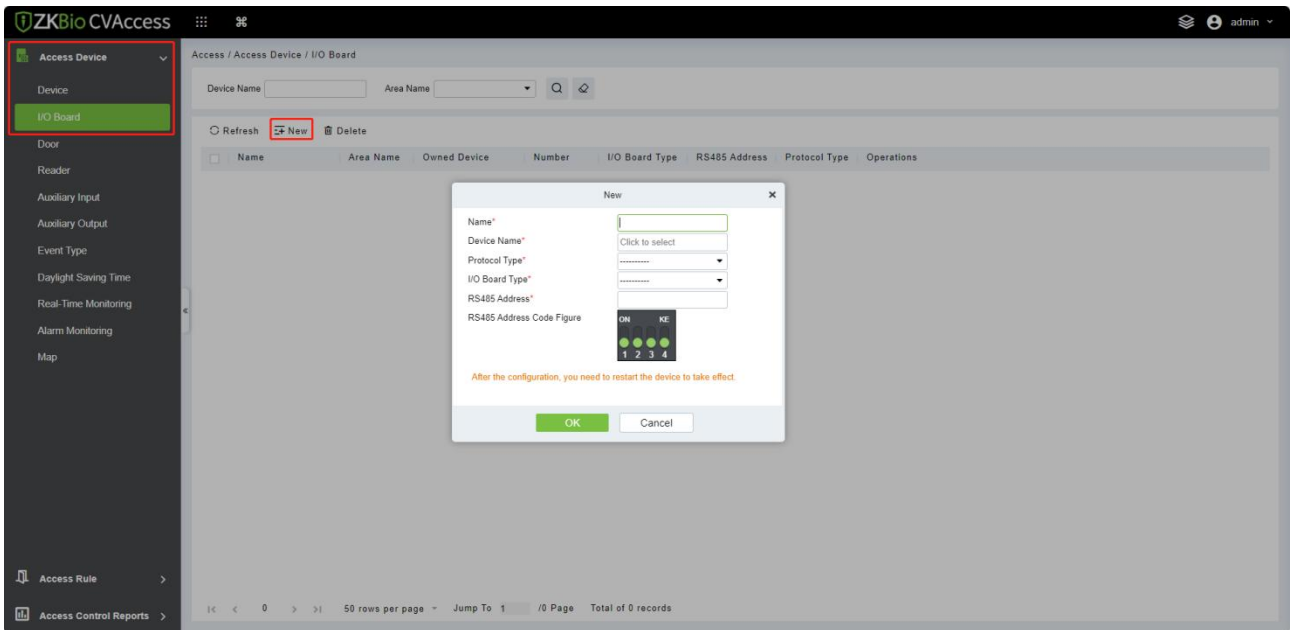 ZKBio CVAccess
admin
Access Device
Device
I/O Board
Door
Reader
Auxiliary Input
Auxiliary Output
Event Type
Daylight Saving Time
Real-Time Monitoring
Alarm Monitoring
Map
Access Rule
Access Control Reports
Access / Access Device / I/O Board
Device Name Area Name
Refresh New Delete
Name Area Name Owned Device Number I/O Board Type RS485 Address Protocol Type Operations
New
Name*
Device Name* Click to select
Protocol Type* ----------
I/O Board Type* ----------
RS485 Address*
RS485 Address Code Figure
ON KE
1 2 3 4
After the configuration, you need to restart the device to take effect.
OK Cancel
|< < 0 > >| 50 rows per page Jump To 1 /0 Page Total of 0 records